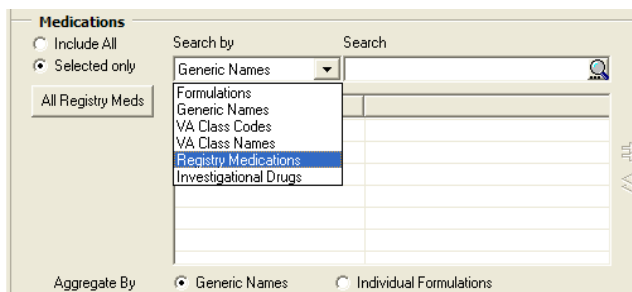 Medications
Include All
Search by
Search
Selected only
Generic Names
All Registry Meds
Formulations
Generic Names
VA Class Codes
VA Class Names
Registry Medications
Investigational Drugs
Aggregate By
Generic Names
Individual Formulations